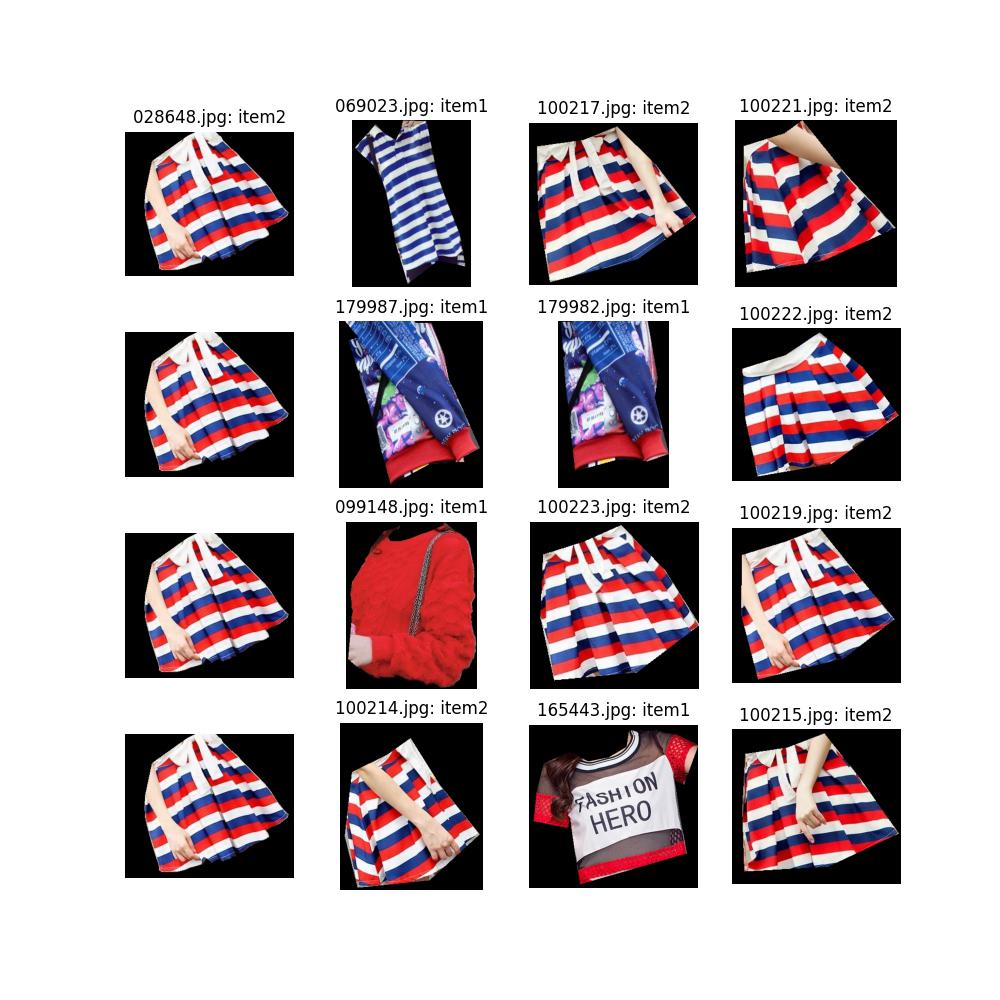 028648.jpg: item2
069023.jpg: item1
100217.jpg: item2
100221.jpg: item2
179987.jpg: item1
179982.jpg: item1
100222.jpg: item2
099148.jpg: item1
100223.jpg: item2
100219.jpg: item2
100214.jpg: item2
165443.jpg: item1
100215.jpg: item2
FASHION
HERO